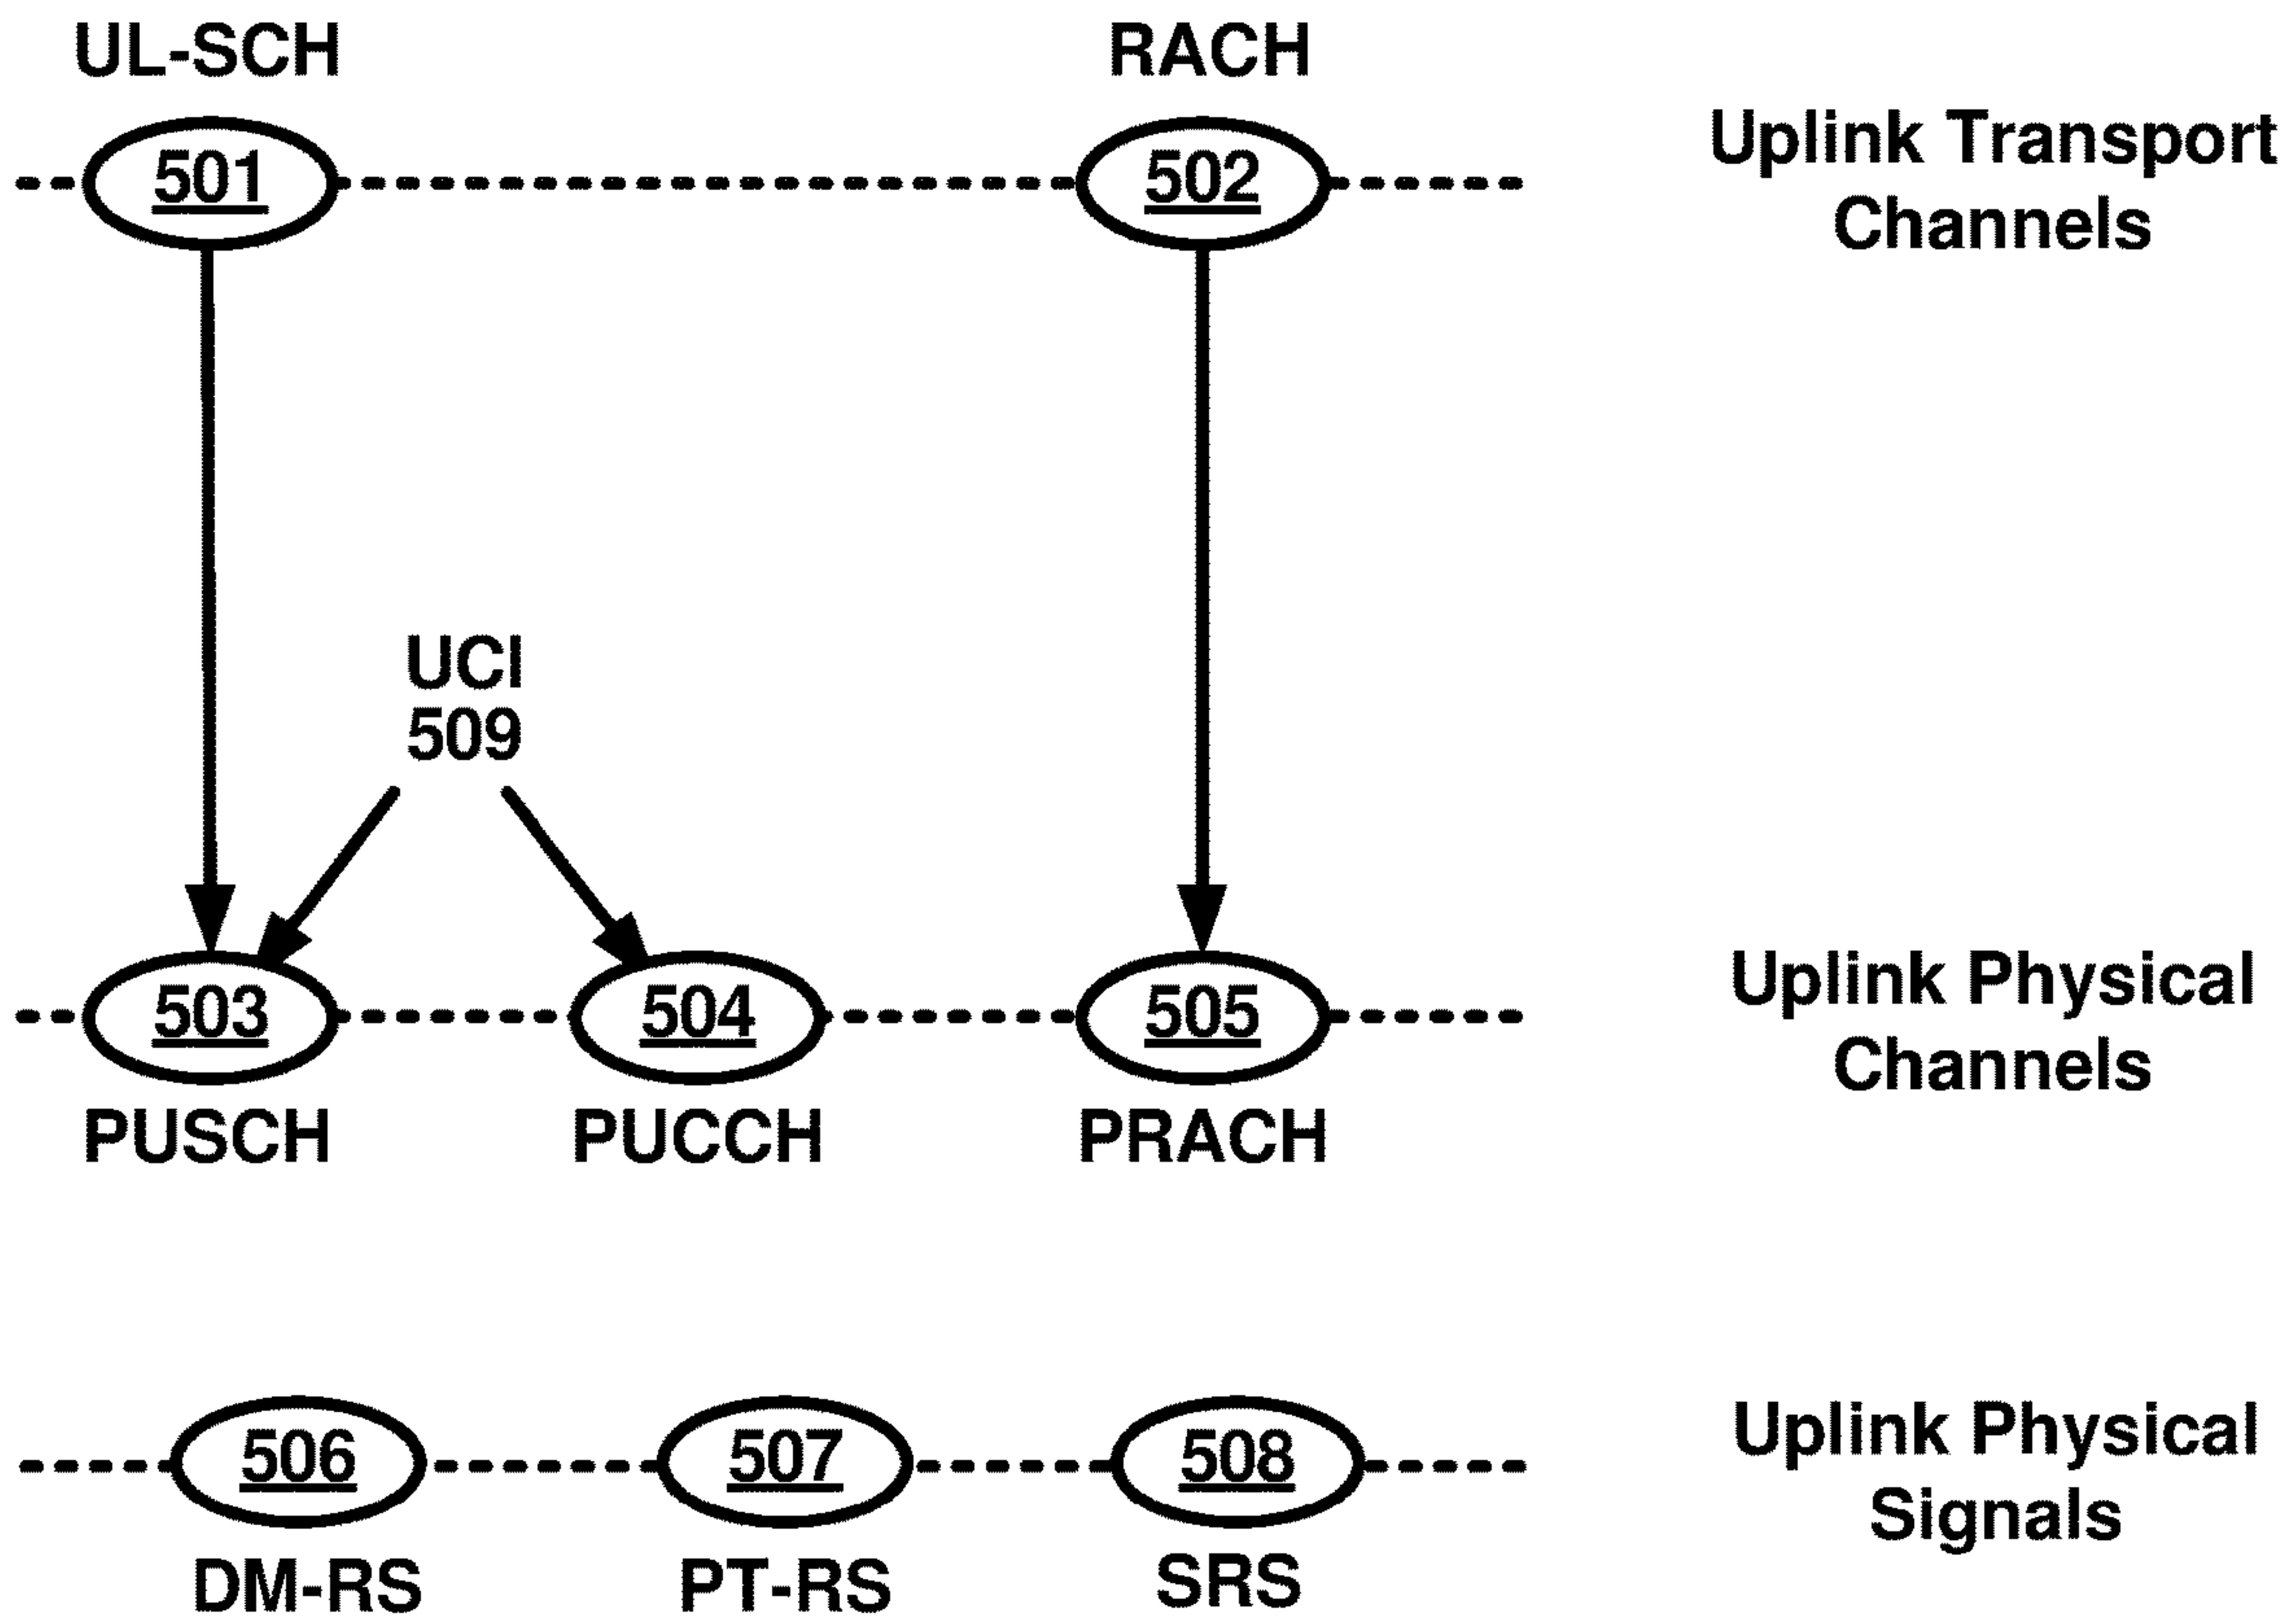 UL-SCH
RACH
501
502
Uplink Transport
Channels
UCI
509
503
504
505
Uplink Physical
Channels
PUSCH
PUCCH
PRACH
506
507
508
Uplink Physical
Signals
DM-RS
PT-RS
SRS